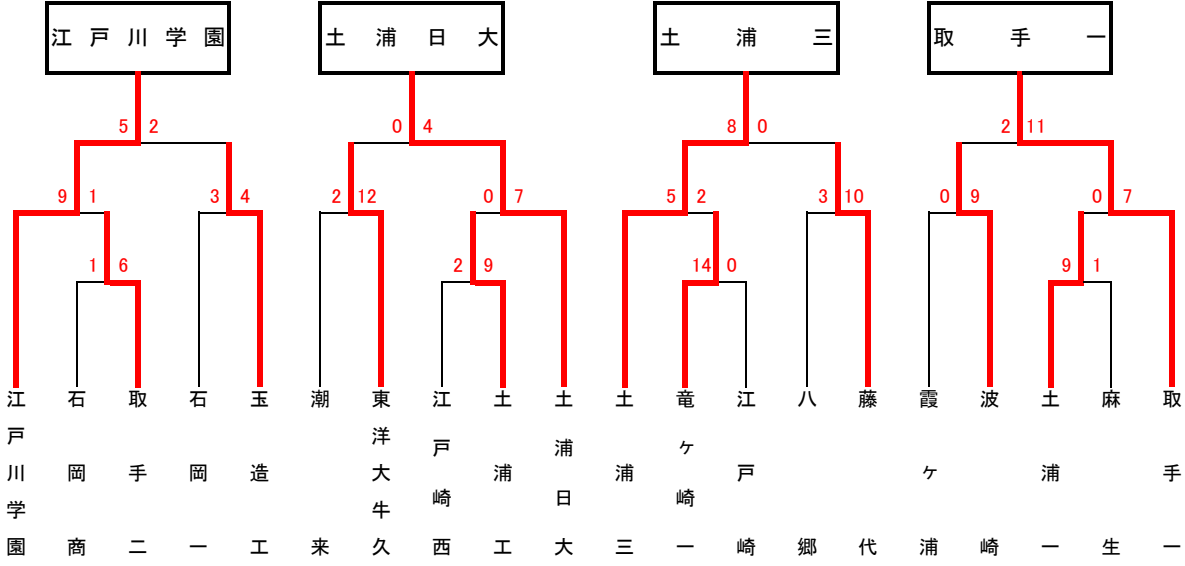 江戸川学園 土浦日大 土浦三 取手一
5 2 0 4 8 0 2 11
9 1 3 4 2 12 0 7 5 2 3 10 0 9 0 7
1 6 2 9 14 0 9 1
江戸川学園
石岡商
取手二
石岡一
玉造工
潮来
東洋大牛久
江戸崎西
土浦工
土浦日大
土浦三
竜ケ崎一
江戸崎
八郷
藤代
霞ケ浦
波崎
土浦一
麻生
取手一